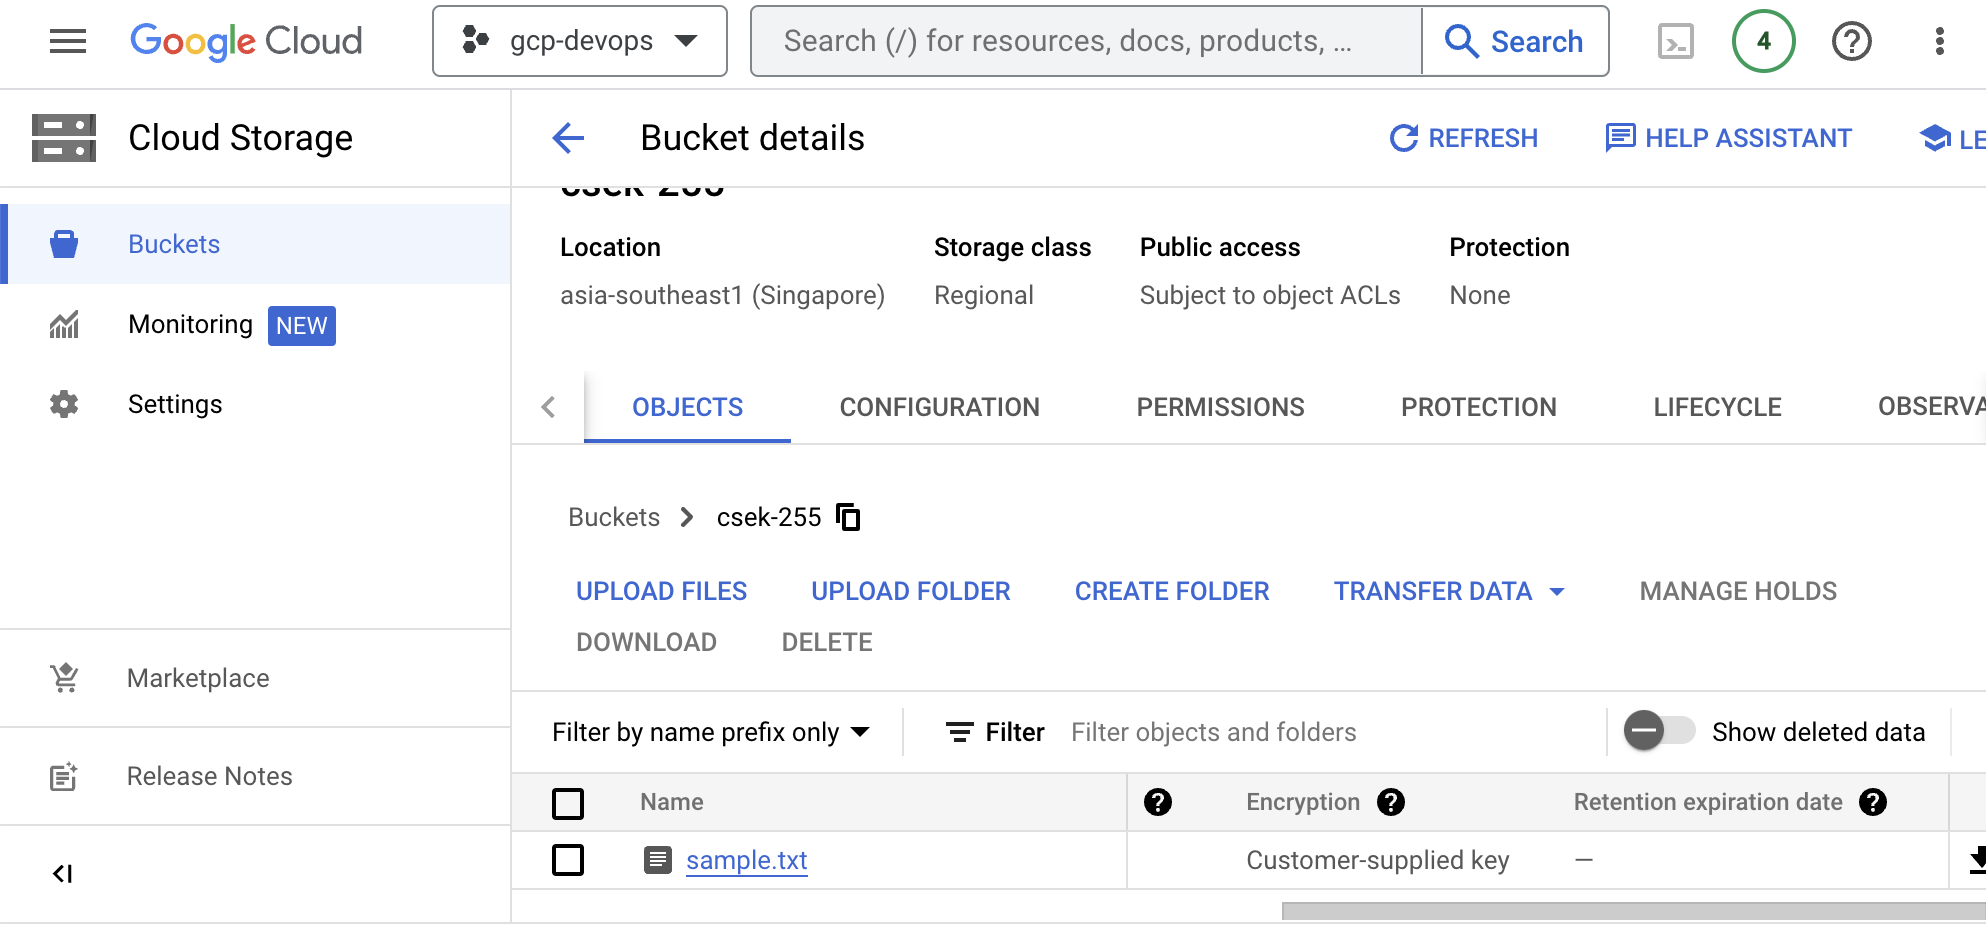 Google Cloud
gcp-devops
Search (/) for resources, docs, products, ...
Search
4
Cloud Storage
Bucket details
REFRESH
HELP ASSISTANT
LE
csek-255
Buckets
Monitoring NEW
Settings
Location
Storage class
Public access
Protection
asia-southeast1 (Singapore)
Regional
Subject to object ACLs
None
OBJECTS
CONFIGURATION
PERMISSIONS
PROTECTION
LIFECYCLE
OBSERVA
Buckets > csek-255
UPLOAD FILES
UPLOAD FOLDER
CREATE FOLDER
TRANSFER DATA
MANAGE HOLDS
DOWNLOAD
DELETE
Marketplace
Release Notes
Filter by name prefix only
Filter
Filter objects and folders
Show deleted data
Name
Encryption
Retention expiration date
sample.txt
Customer-supplied key
—